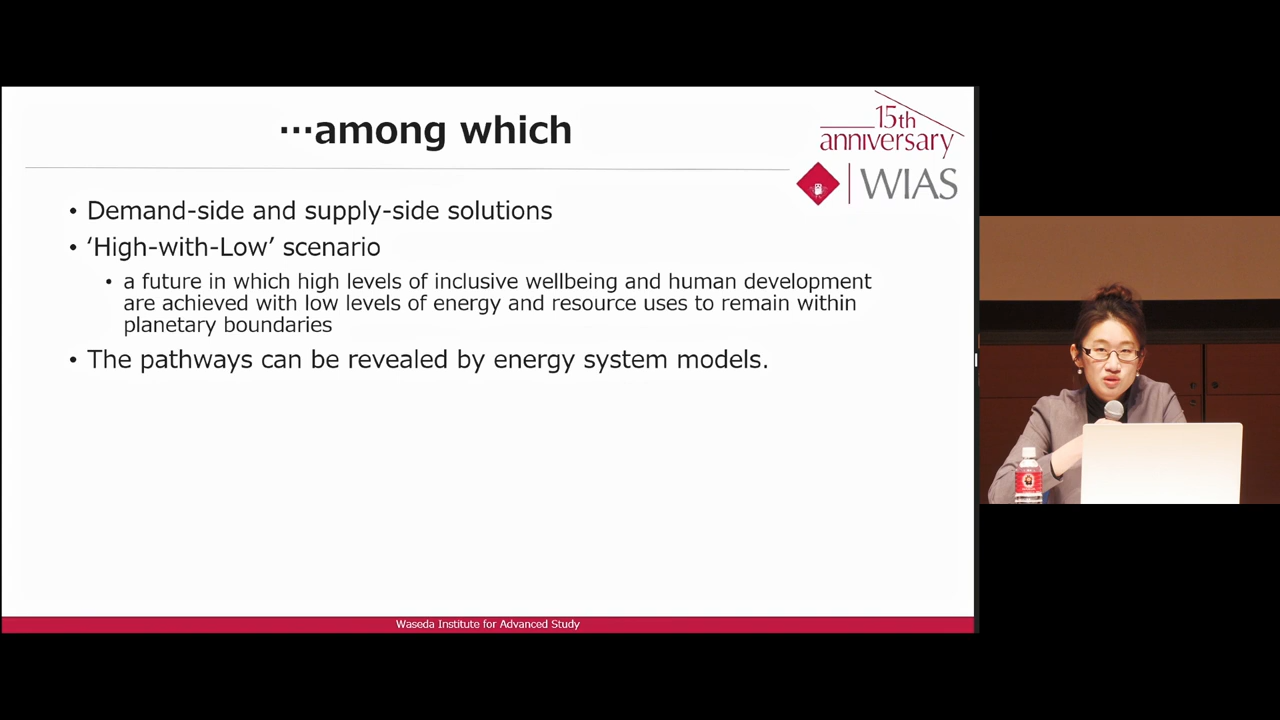 …among which
15th
anniversary
WIAS
• Demand-side and supply-side solutions
• ‘High-with-Low’ scenario
• a future in which high levels of inclusive wellbeing and human development
are achieved with low levels of energy and resource uses to remain within
planetary boundaries
• The pathways can be revealed by energy system models.
Waseda Institute for Advanced Study